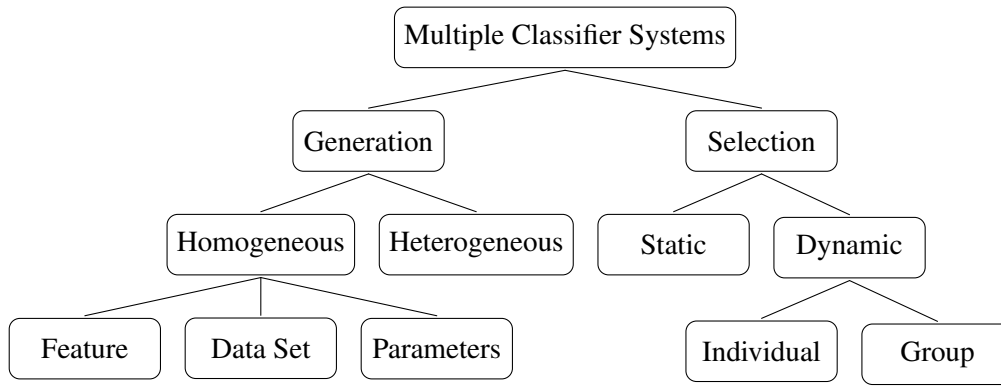 Multiple Classifier Systems
Generation
Selection
Homogeneous
Heterogeneous
Static
Dynamic
Feature
Data Set
Parameters
Individual
Group